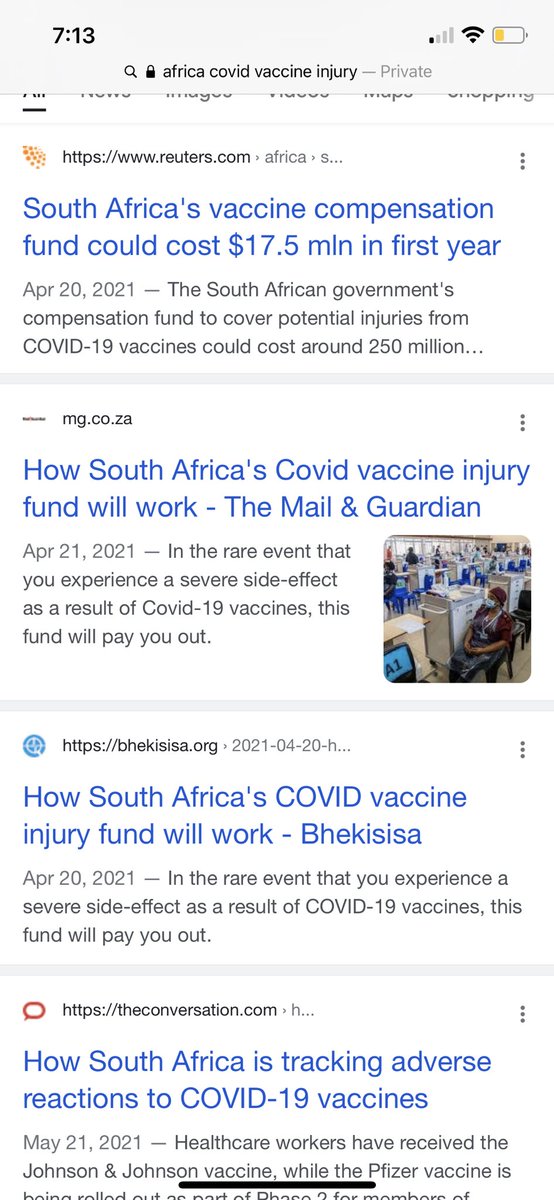 7:13
africa covid vaccine injury — Private
All News Images Videos Maps Shopping
https://www.reuters.com › africa › s...
South Africa's vaccine compensation
fund could cost $17.5 mln in first year
Apr 20, 2021 — The South African government's
compensation fund to cover potential injuries from
COVID-19 vaccines could cost around 250 million...
mg.co.za
How South Africa's Covid vaccine injury
fund will work - The Mail & Guardian
Apr 21, 2021 — In the rare event that
you experience a severe side-effect
as a result of Covid-19 vaccines, this
fund will pay you out.
A1
https://bhekisisa.org › 2021-04-20-h...
How South Africa's COVID vaccine
injury fund will work - Bhekisisa
Apr 20, 2021 — In the rare event that you experience a
severe side-effect as a result of COVID-19 vaccines, this
fund will pay you out.
https://theconversation.com › h...
How South Africa is tracking adverse
reactions to COVID-19 vaccines
May 21, 2021 — Healthcare workers have received the
Johnson & Johnson vaccine, while the Pfizer vaccine is
being rolled out as part of Phase 2 for members of